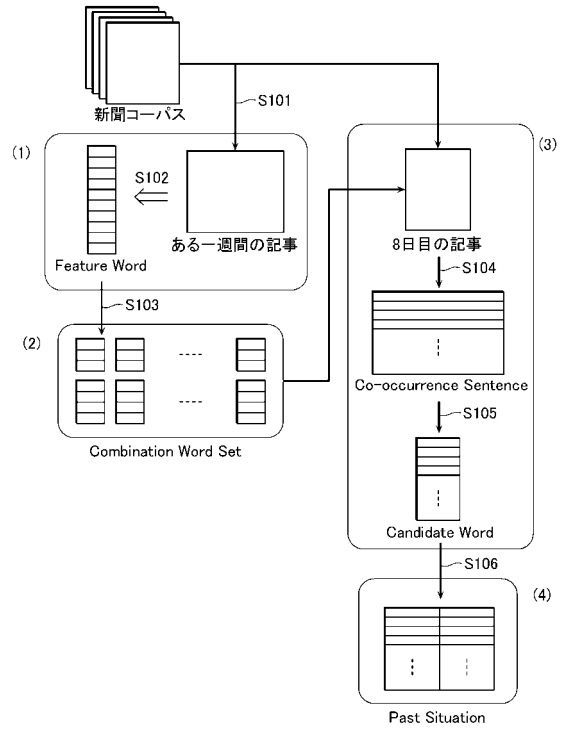 新聞コーパス
S101
(1)
S102
ある一週間の記事
Feature Word
S103
(2)
Combination Word Set
(3)
8日目の記事
S104
Co-occurrence Sentence
S105
Candidate Word
S106
(4)
Past Situation